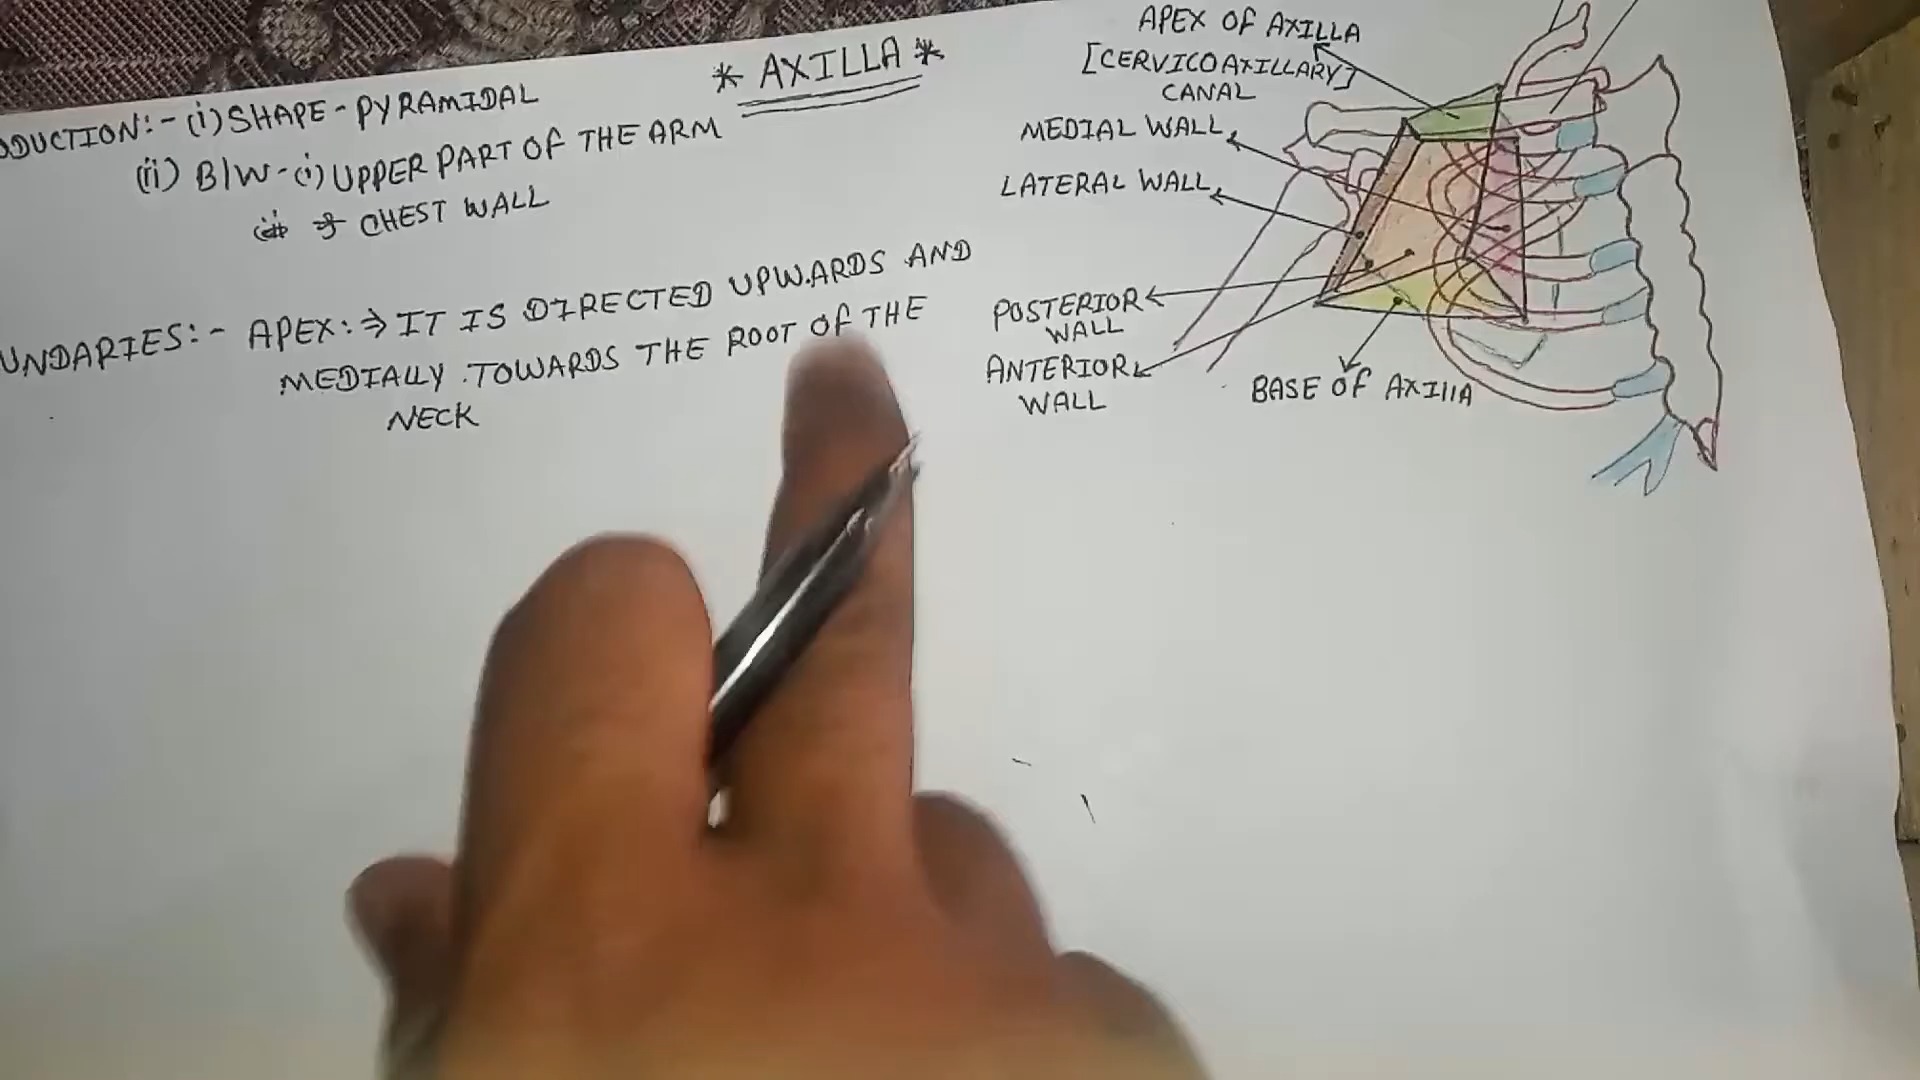 * AXILLA *
ODUCTION:- (i) SHAPE - PYRAMIDAL
(ii) B/W - (i) UPPER PART OF THE ARM
CHEST WALL
UNDARIES:- APEX:⇒ IT IS DIRECTED UPWARDS AND
MEDIALLY TOWARDS THE ROOT OF THE
NECK
APEX OF AXILLA
[CERVICOAXILLARY]
CANAL
MEDIAL WALL
LATERAL WALL
POSTERIOR
WALL
ANTERIOR
WALL
BASE OF AXIllA